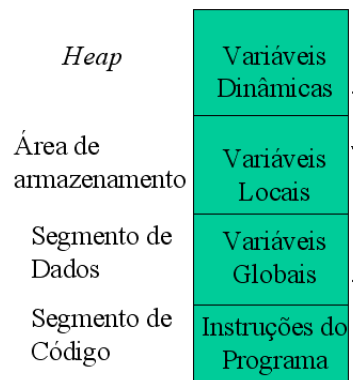 Heap
Variáveis
Dinâmicas
Área de
armazenamento
Variáveis
Locais
Segmento de
Dados
Variáveis
Globais
Segmento de
Código
Instruções do
Programa